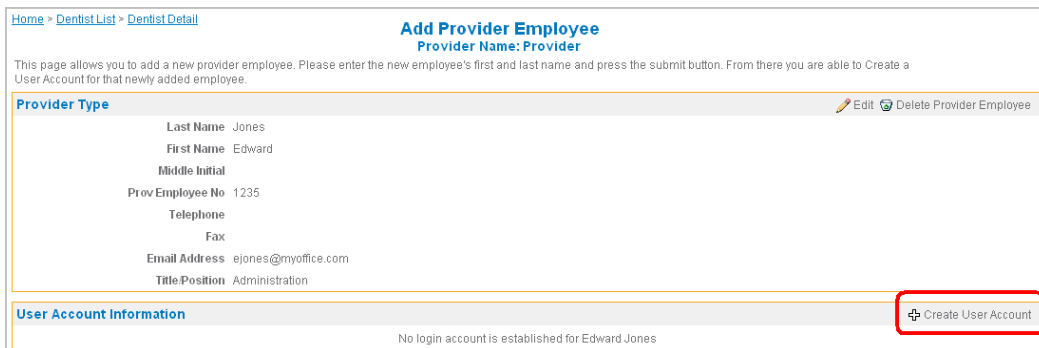 Home » Dentist List » Dentist Detail
Add Provider Employee
Provider Name: Provider
This page allows you to add a new provider employee. Please enter the new employee's first and last name and press the submit button. From there you are able to Create a
User Account for that newly added employee.
Provider Type Edit Delete Provider Employee
Last Name Jones
First Name Edward
Middle Initial
Prov Employee No 1235
Telephone
Fax
Email Address ejones@myoffice.com
Title/Position Administration
User Account Information Create User Account
No login account is established for Edward Jones